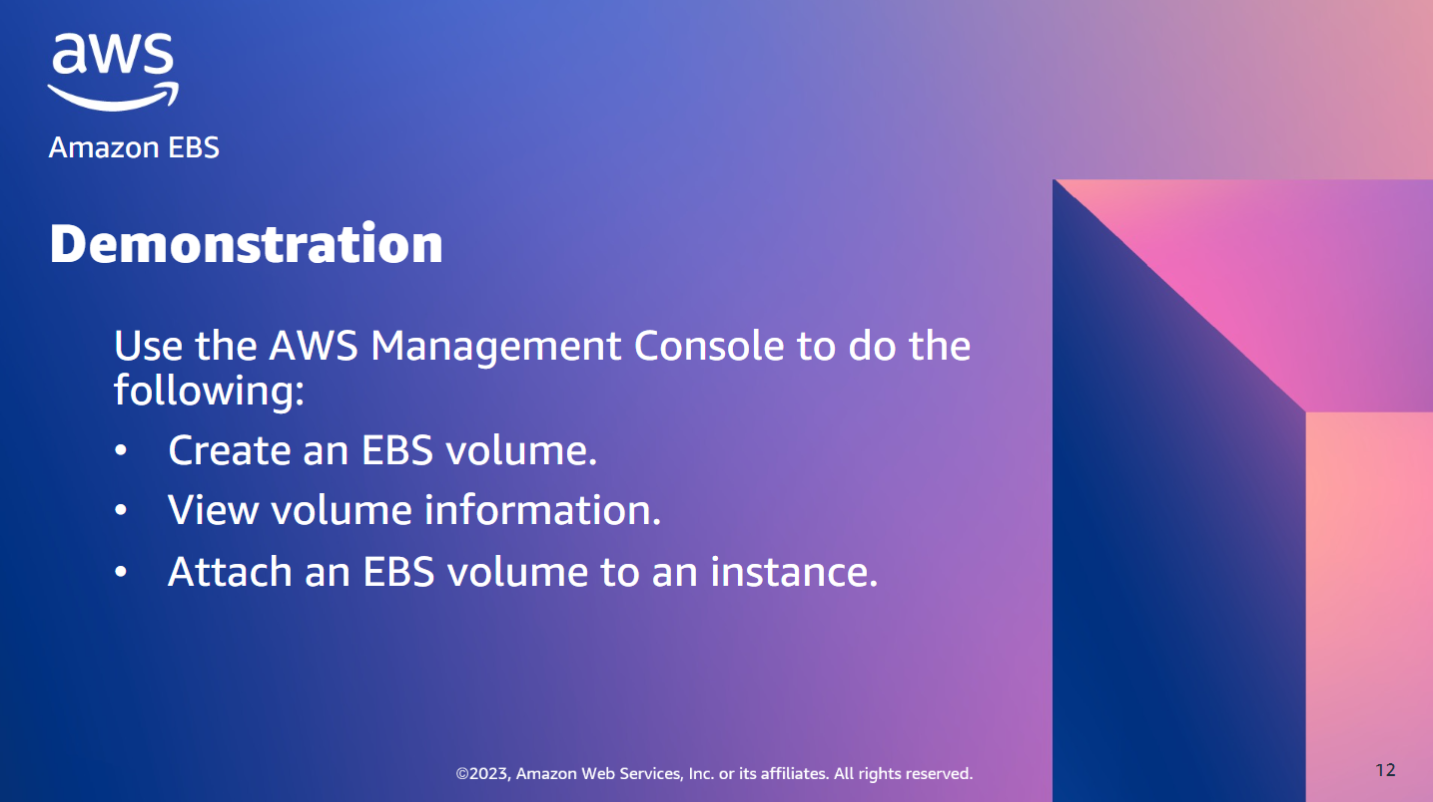 aws
Amazon EBS
Demonstration
Use the AWS Management Console to do the
following:
• Create an EBS volume.
• View volume information.
• Attach an EBS volume to an instance.
©2023, Amazon Web Services, Inc. or its affiliates. All rights reserved.
12